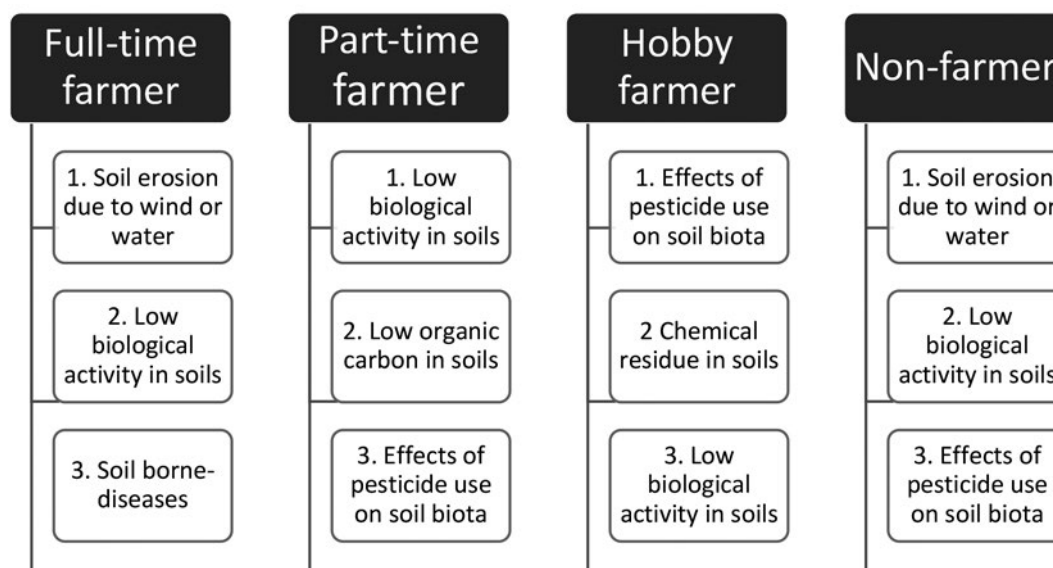 Full-time
farmer
1. Soil erosion
due to wind or
water
2. Low
biological
activity in soils
3. Soil borne-
diseases
Part-time
farmer
1. Low
biological
activity in soils
2. Low organic
carbon in soils
3. Effects of
pesticide use
on soil biota
Hobby
farmer
1. Effects of
pesticide use
on soil biota
2 Chemical
residue in soils
3. Low
biological
activity in soils
Non-farmer
1. Soil erosion
due to wind or
water
2. Low
biological
activity in soils
3. Effects of
pesticide use
on soil biota